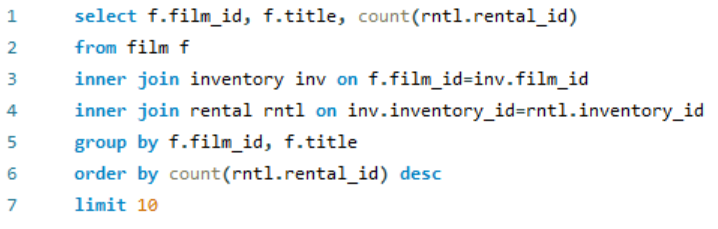 1 select f.film_id, f.title, count(rntl.rental_id)
2 from film f
3 inner join inventory inv on f.film_id=inv.film_id
4 inner join rental rntl on inv.inventory_id=rntl.inventory_id
5 group by f.film_id, f.title
6 order by count(rntl.rental_id) desc
7 limit 10